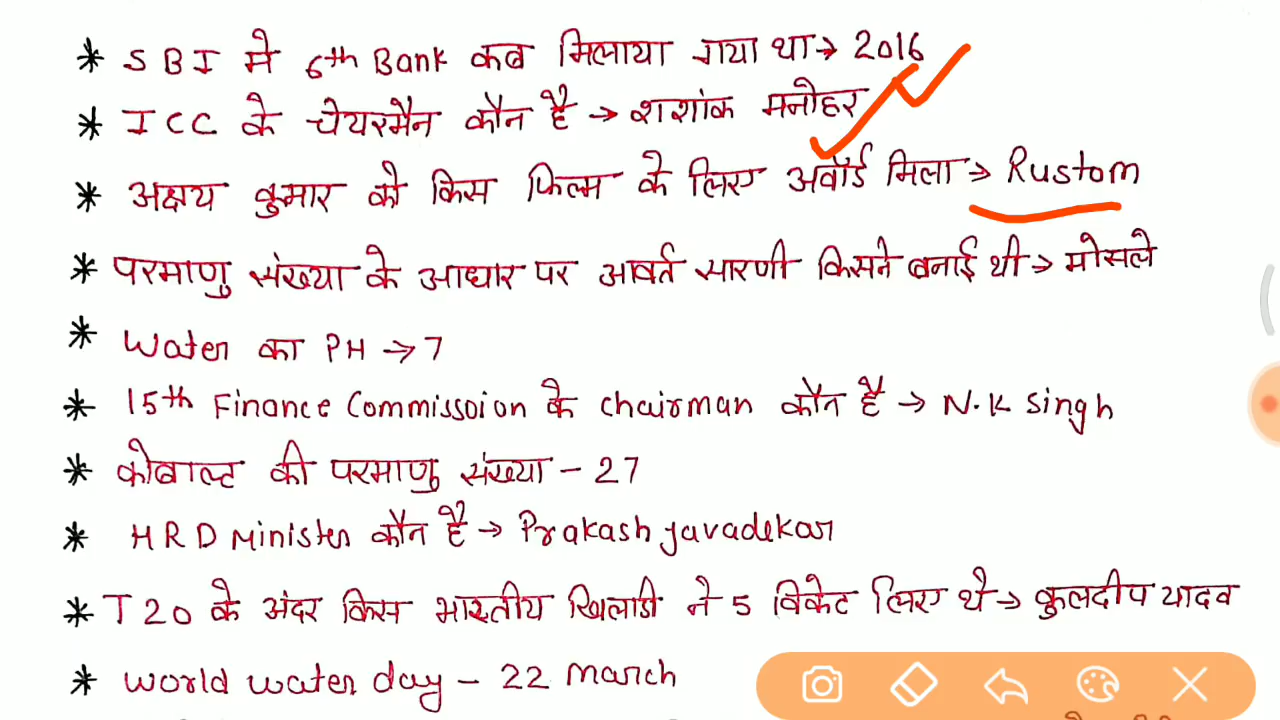 * SBI मे 6th Bank कब मिलाया गया था → 2016
* ICC के चेयरमैन कौन है → शशांक मनोहर
* अक्षय कुमार को किस फिल्म के लिए अवॉर्ड मिला → Rustom
* परमाणु संख्या के आधार पर आवर्त सारणी किसने बनाई थी → मोसले
* Water का PH → 7
* 15th Finance Commissoion के chairman कौन है → N.K Singh
* कोबाल्ट की परमाणु संख्या - 27
* HRD Minister कौन है → Prakash javadekar
* T20 के अंदर किस भारतीय खिलाडी ने 5 विकेट लिए थे → कुलदीप यादव
* world water day - 22 march